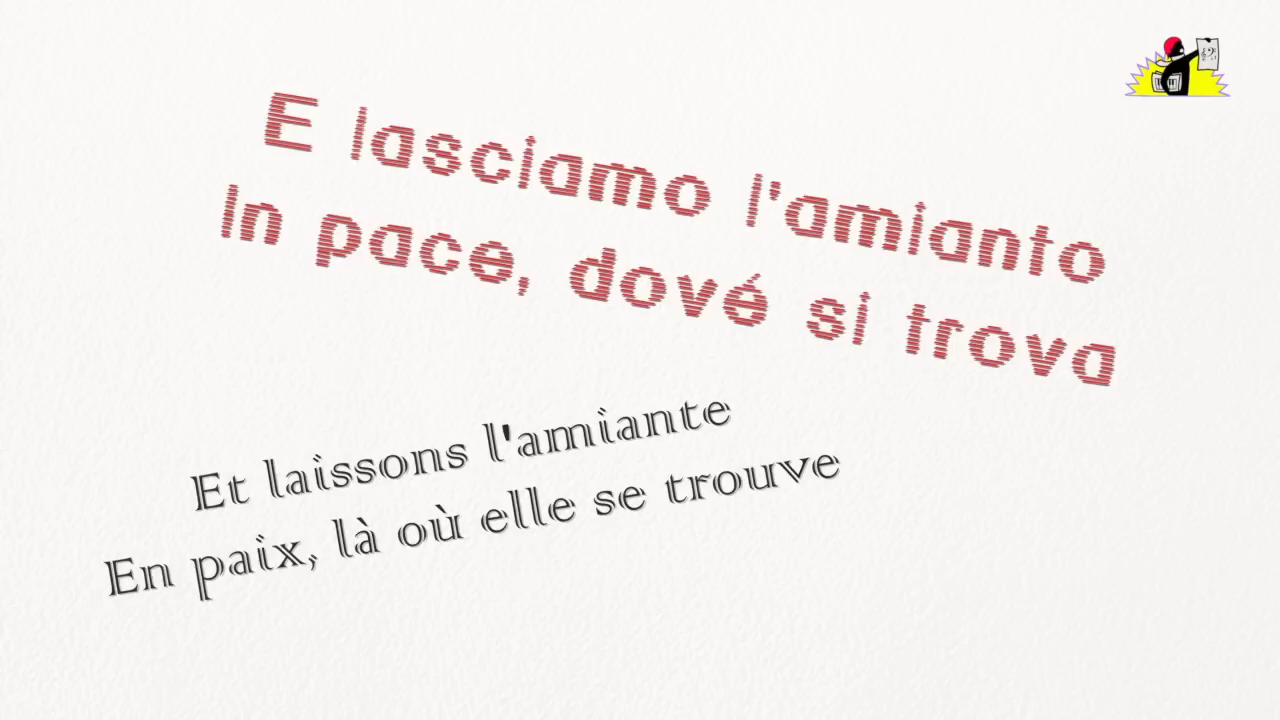 E lasciamo l'amianto
In pace, dové si trova
Et laissons l'amiante
En paix, là où elle se trouve